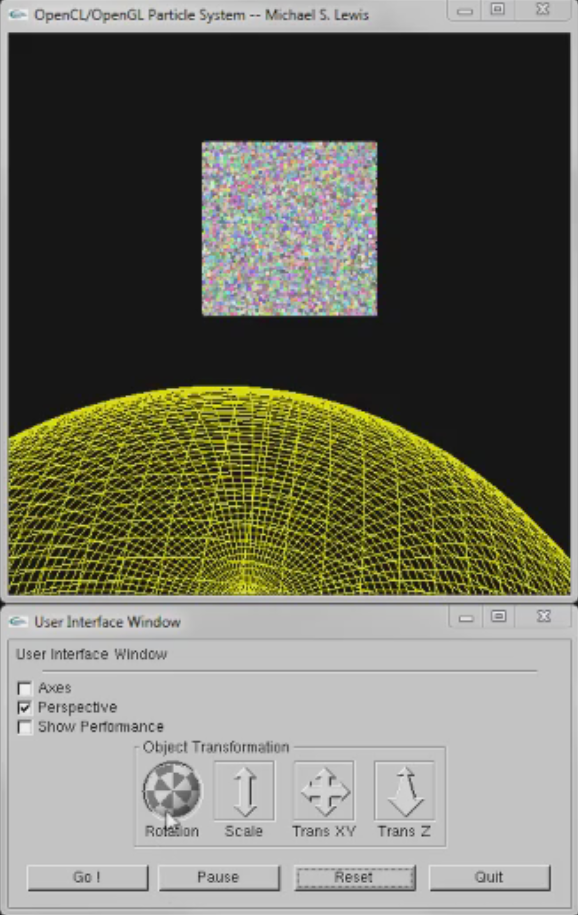 OpenCL/OpenGL Particle System -- Michael S. Lewis
User Interface Window
User Interface Window
Axes
Perspective
Show Performance
Object Transformation
Rotation Scale Trans XY Trans Z
Go ! Pause Reset Quit